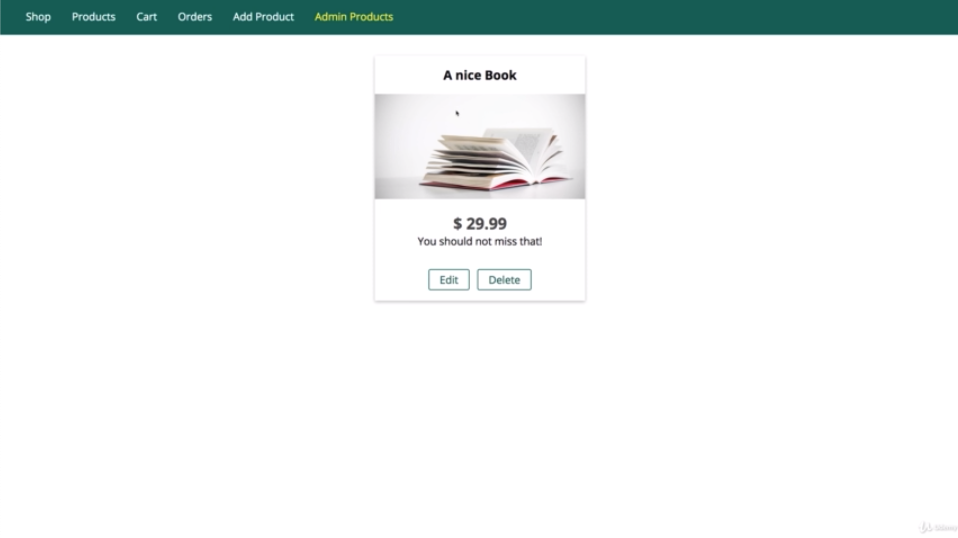 Shop Products Cart Orders Add Product Admin Products
A nice Book
$ 29.99
You should not miss that!
Edit Delete
Udemy